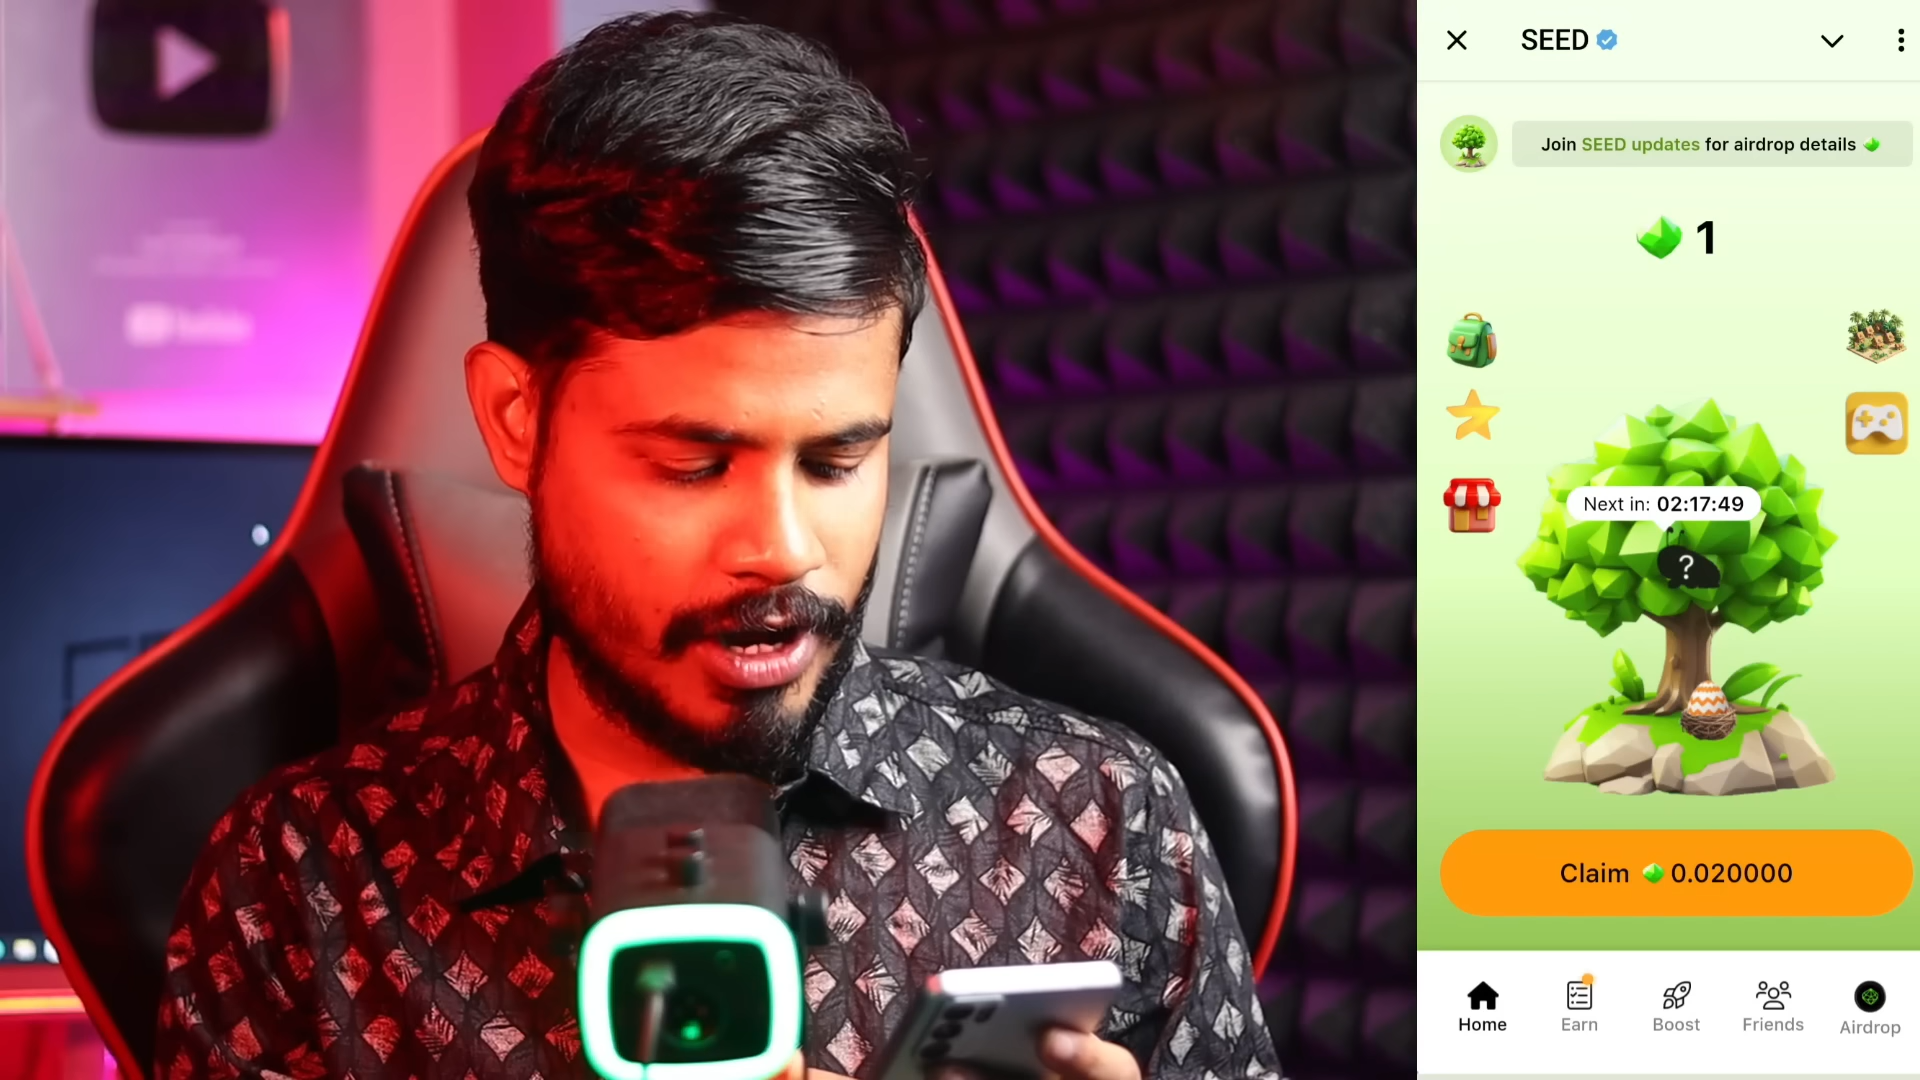 SEED
Join SEED updates for airdrop details
1
Next in: 02:17:49
?
Claim 0.020000
Home
Earn
Boost
Friends
Airdrop